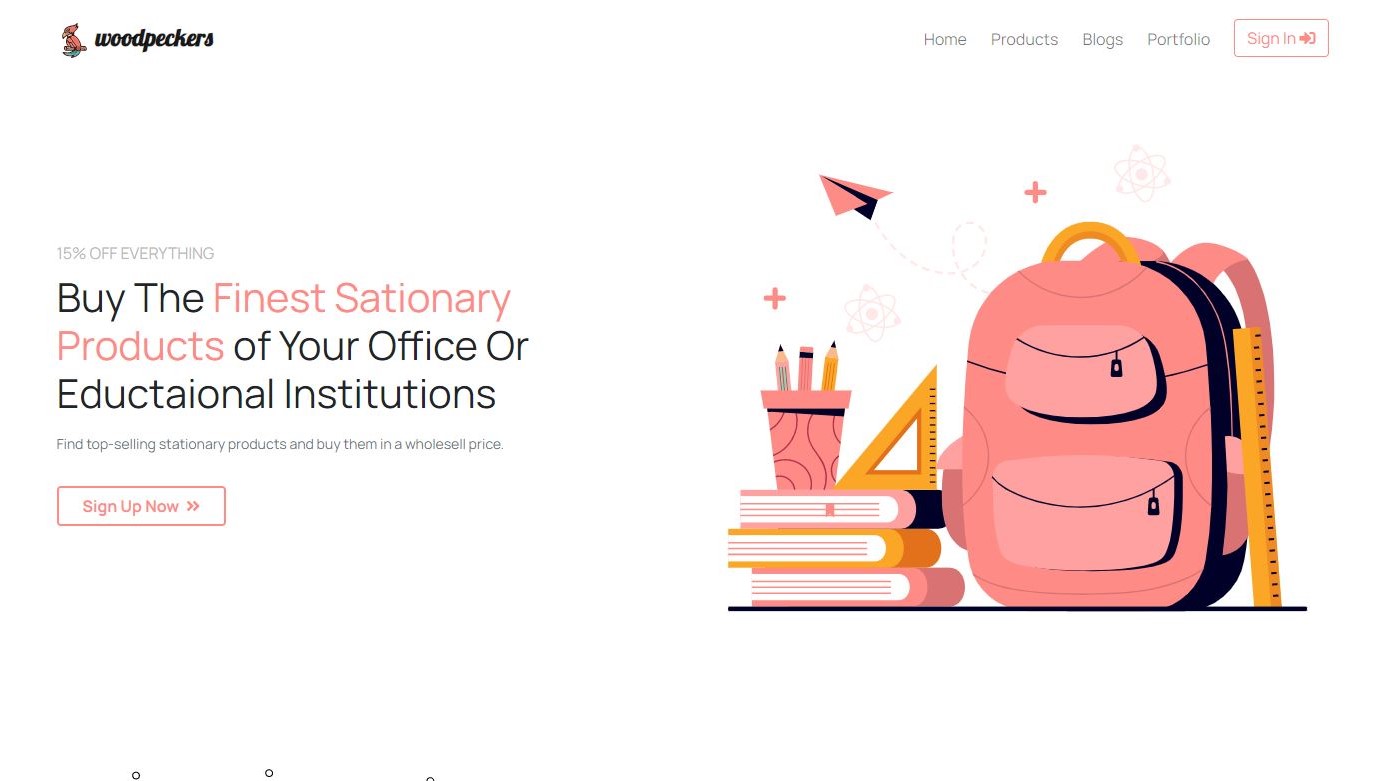 woodpeckers
Home Products Blogs Portfolio Sign In
15% OFF EVERYTHING
Buy The Finest Sationary
Products of Your Office Or
Eductaional Institutions
Find top-selling stationary products and buy them in a wholesell price.
Sign Up Now